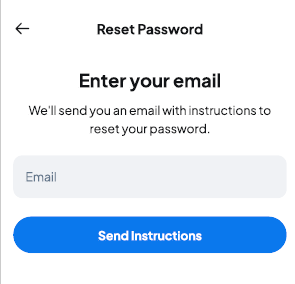 Reset Password
Enter your email
We'll send you an email with instructions to
reset your password.
Email
Send Instructions